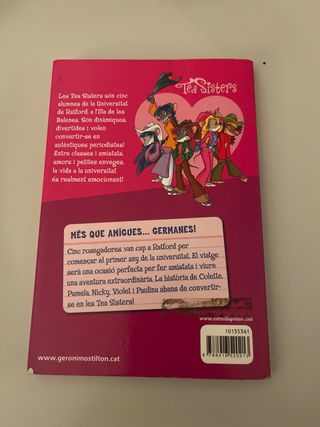 Tea Sisters
Les Tea Sisters són cinc
alumnes de la Universitat
de Ratford, a l'Illa de les
Balenes. Són dinàmiques,
divertides i volen
convertir-se en
autèntiques periodistes!
Entre classes i amistats,
amors i petites enveges,
la vida a la universitat
és realment emocionant!
MÉS QUE AMIGUES... GERMANES!
Cinc rosegadores van cap a Ratford per
començar el primer any de la universitat. El viatge
serà una ocasió perfecta per fer amistats i viure
una aventura extraordinària. La història de Colette,
Pamela, Nicky, Violet i Paulina abans de convertir-
se en les Tea Sisters!
www.estrellapolar.cat
10135361
www.geronimostilton.cat